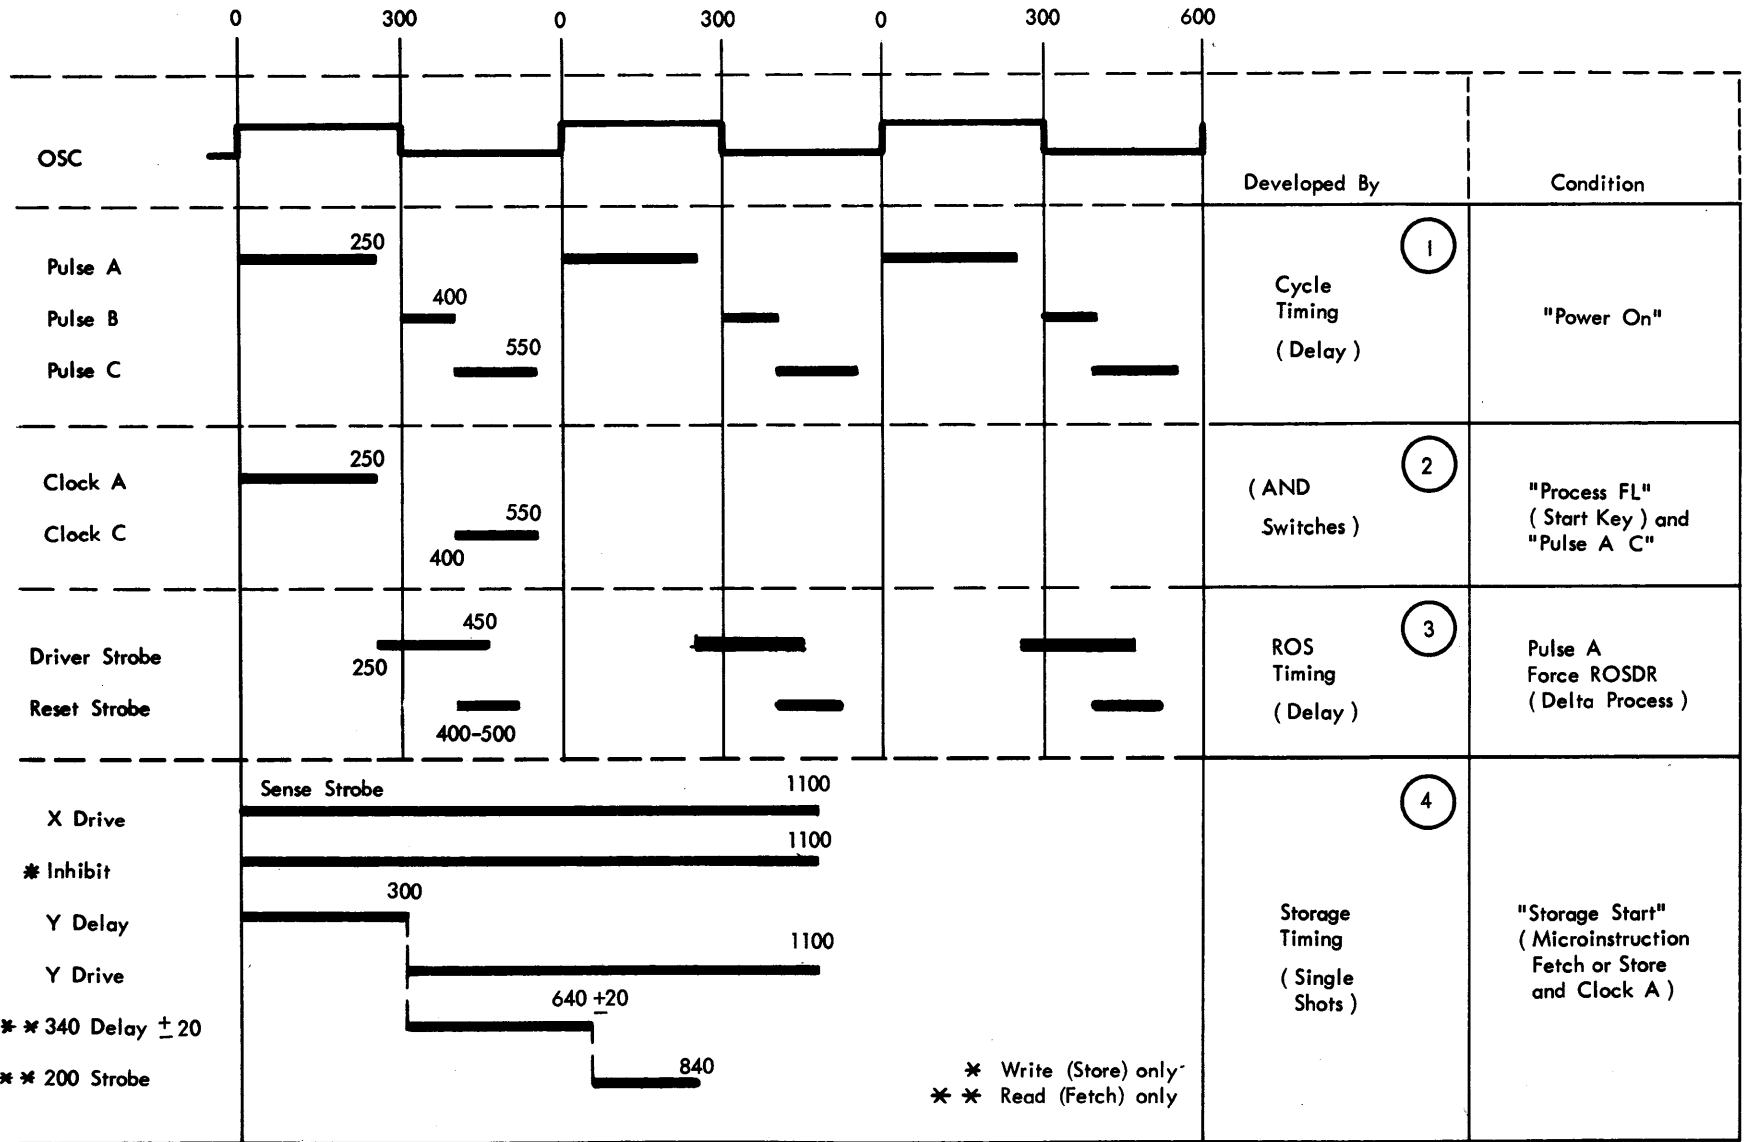 0 300 0 300 0 300 600
OSC
Developed By
Condition
Pulse A 250
Pulse B 400
Pulse C 550
Cycle
Timing
( Delay )
1
"Power On"
Clock A 250
Clock C 550
400
( AND
Switches )
2
"Process FL"
( Start Key ) and
"Pulse A C"
Driver Strobe 450
250
Reset Strobe
400-500
ROS
Timing
( Delay )
3
Pulse A
Force ROSDR
( Delta Process )
Sense Strobe 1100
X Drive
1100
* Inhibit
300
Y Delay
1100
Y Drive
640 ±20
* * 340 Delay ± 20
* * 200 Strobe 840
4
Storage
Timing
( Single
Shots )
"Storage Start"
( Microinstruction
Fetch or Store
and Clock A )
* Write (Store) only
* * Read (Fetch) only